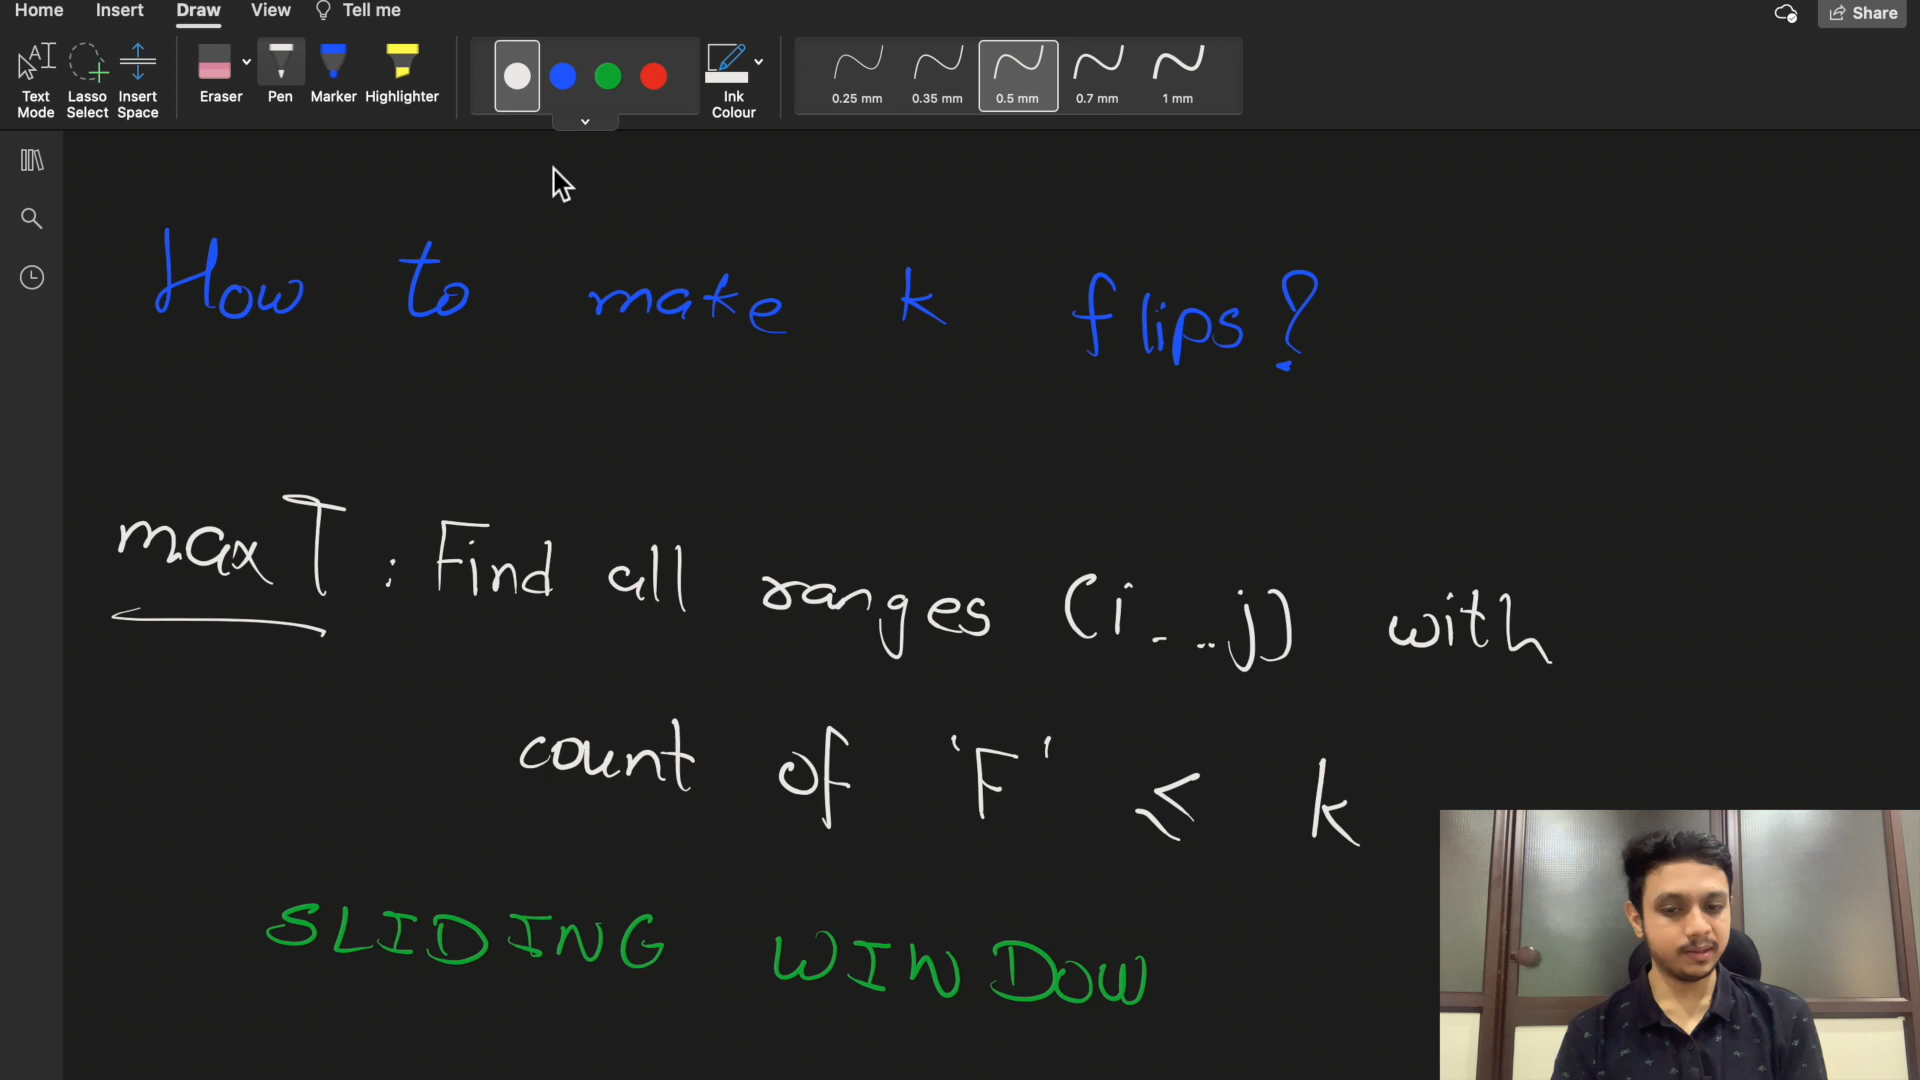 Home Insert Draw View Tell me Share
Text Mode Lasso Select Insert Space Eraser Pen Marker Highlighter Ink Colour 0.25 mm 0.35 mm 0.5 mm 0.7 mm 1 mm
How to make k flips?
maxT : Find all ranges (i...j) with
count of 'F' ≤ k
SLIDING WINDOW